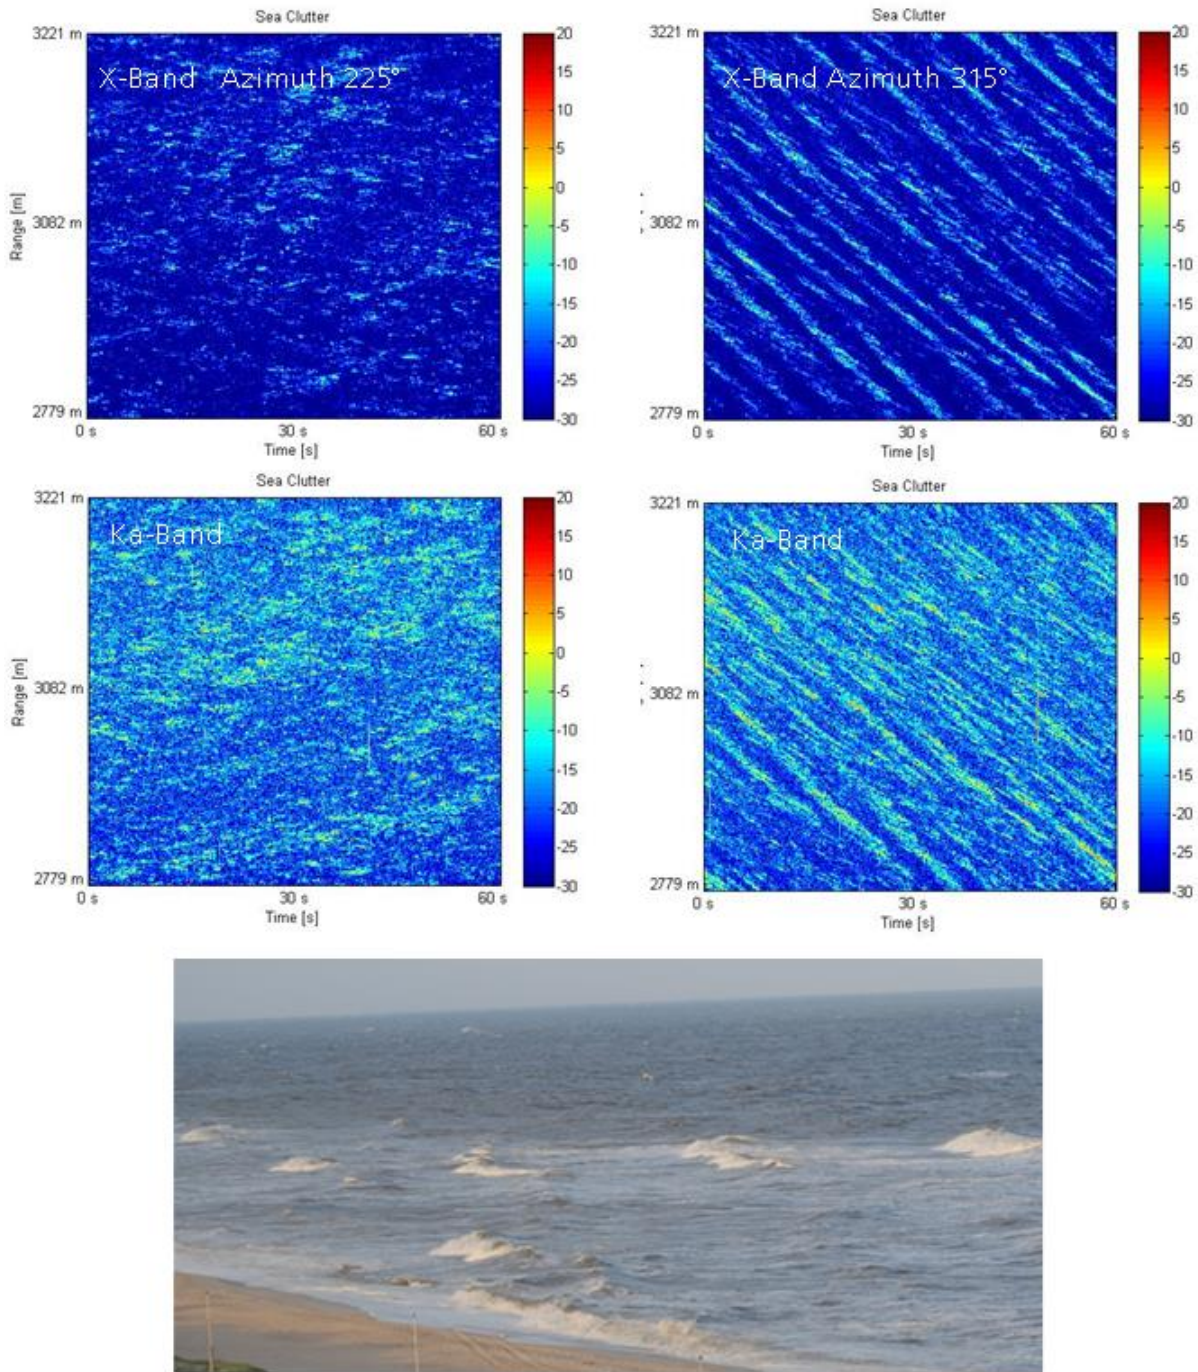 Sea Clutter
3221 m
X-Band Azimuth 225°
Range [m]
3082 m
2779 m
0 s
30 s
60 s
Time [s]
20
15
10
5
0
-5
-10
-15
-20
-25
-30
Sea Clutter
3221 m
X-Band Azimuth 315°
3082 m
2779 m
0 s
30 s
60 s
Time [s]
20
15
10
5
0
-5
-10
-15
-20
-25
-30
Sea Clutter
3221 m
Ka-Band
Range [m]
3082 m
2779 m
0 s
30 s
60 s
Time [s]
20
15
10
5
0
-5
-10
-15
-20
-25
-30
Sea Clutter
3221 m
Ka-Band
3082 m
2779 m
0 s
30 s
60 s
Time [s]
20
15
10
5
0
-5
-10
-15
-20
-25
-30